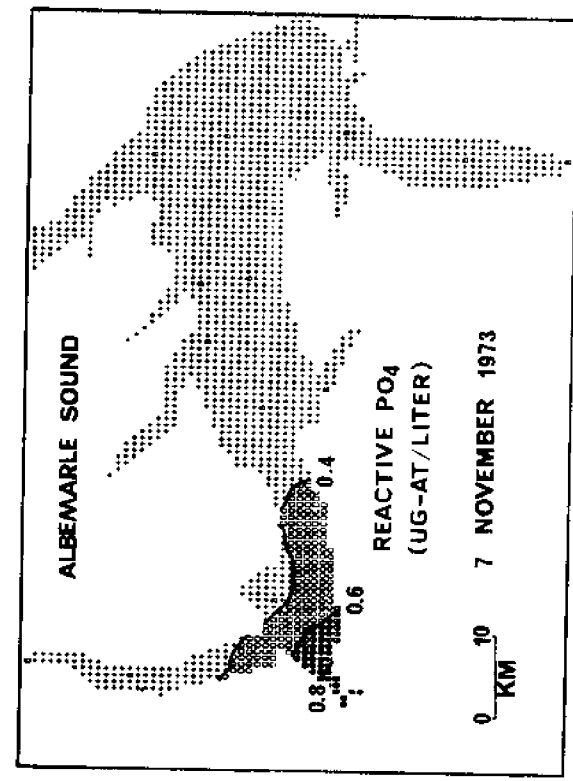 ALBEMARLE SOUND
0.4
0.6
0.8
REACTIVE PO4
(UG-AT/LITER)
7 NOVEMBER 1973
0 10
KM